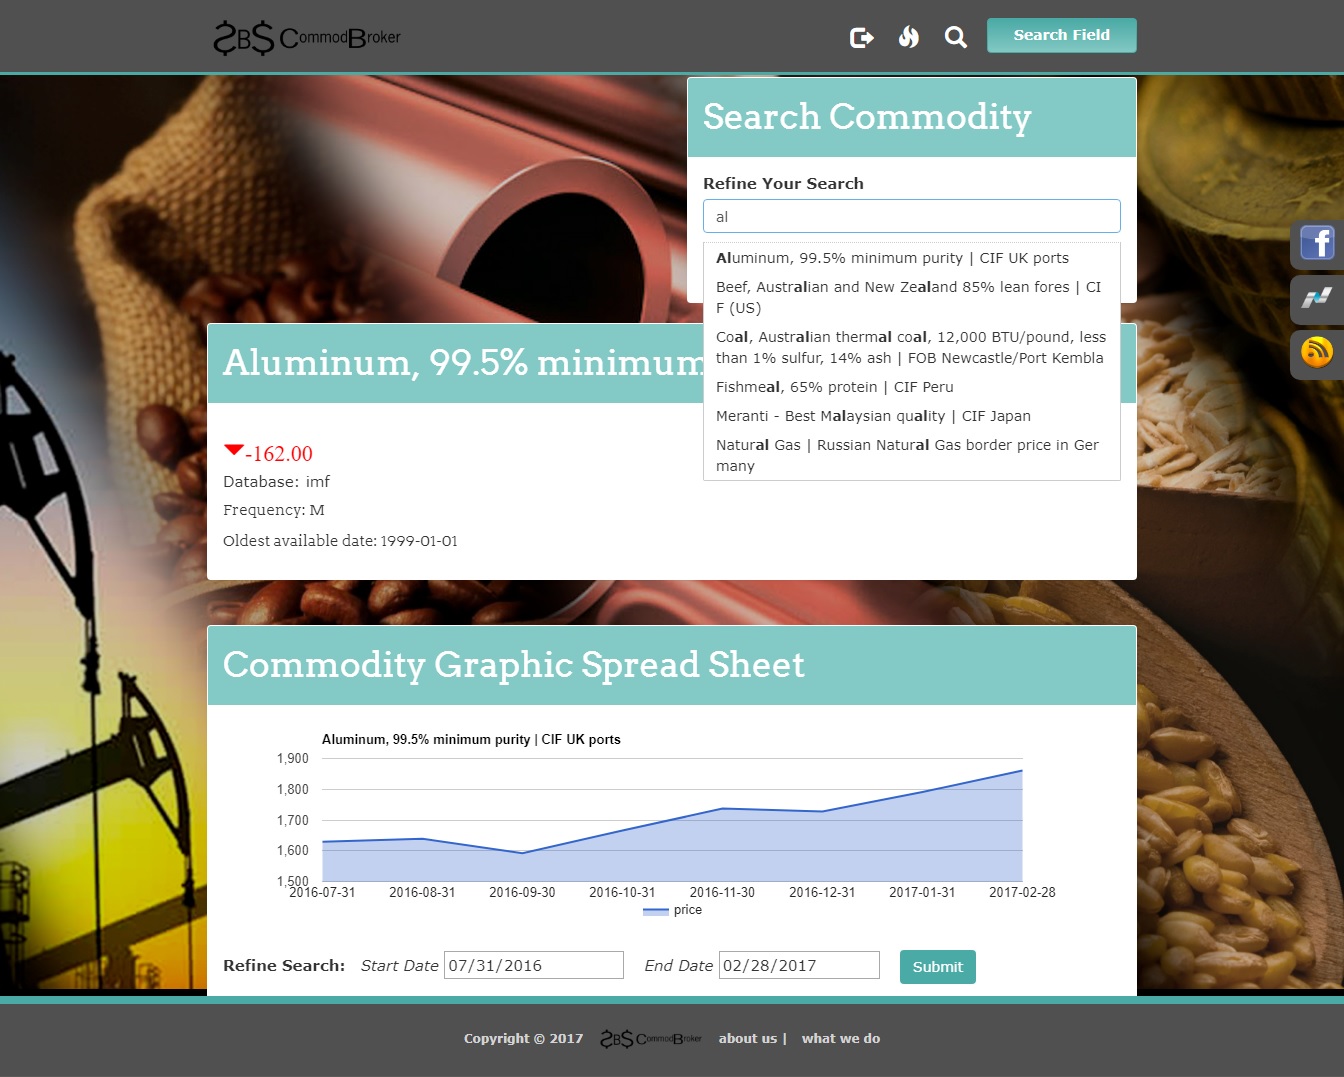 SBS CommodBroker
Search Field
Search Commodity
Refine Your Search
al
Aluminum, 99.5% minimum purity | CIF UK ports
Beef, Australian and New Zealand 85% lean fores | CI
F (US)
Coal, Australian thermal coal, 12,000 BTU/pound, less
than 1% sulfur, 14% ash | FOB Newcastle/Port Kembla
Fishmeal, 65% protein | CIF Peru
Meranti - Best Malaysian quality | CIF Japan
Natural Gas | Russian Natural Gas border price in Ger
many
Aluminum, 99.5% minimum
-162.00
Database: imf
Frequency: M
Oldest available date: 1999-01-01
Commodity Graphic Spread Sheet
Aluminum, 99.5% minimum purity | CIF UK ports
1,900
1,800
1,700
1,600
1,500
2016-07-31 2016-08-31 2016-09-30 2016-10-31 2016-11-30 2016-12-31 2017-01-31 2017-02-28
price
Refine Search: Start Date 07/31/2016 End Date 02/28/2017 Submit
Copyright © 2017 SBS CommodBroker about us | what we do